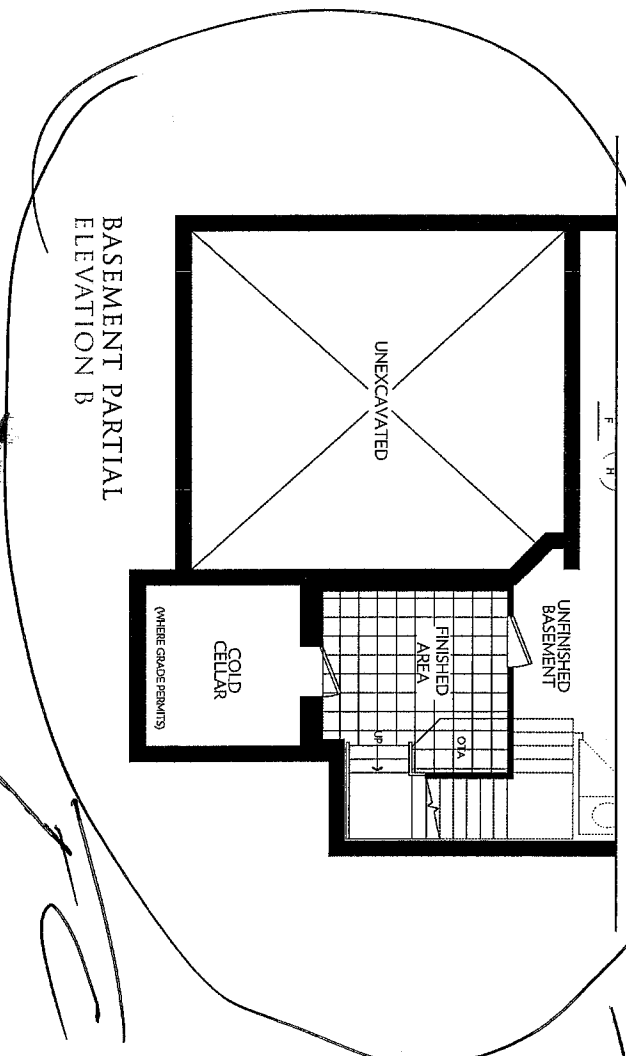 F
H
UNFINISHED
BASEMENT
UNEXCAVATED
FINISHED
AREA
OTA
UP
COLD
CELLAR
(WHERE GRADE PERMITS)
BASEMENT PARTIAL
ELEVATION B